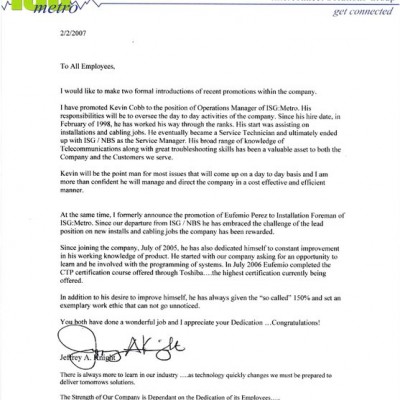 metro
get connected
2/2/2007
To All Employees,
I would like to make two formal introductions of recent promotions within the company.
I have promoted Kevin Cobb to the position of Operations Manager of ISG:Metro. His
responsibilities will be to oversee the day to day activities of the company. Since his hire date, in
February of 1998, he has worked his way through the ranks. His start was assisting on
installations and cabling jobs. He eventually became a Service Technician and ultimately ended
up with ISG / NBS as the Service Manager. His broad range of knowledge of
Telecommunications along with great troubleshooting skills has been a valuable asset to both the
Company and the Customers we serve.
Kevin will be the point man for most issues that will come up on a day to day basis and I am
more than confident he will manage and direct the company in a cost effective and efficient
manner.
At the same time, I formerly announce the promotion of Eufemio Perez to Installation Foreman of
ISG:Metro. Since our departure from ISG / NBS he has embraced the challenge of the lead
position on new installs and cabling jobs the company has been rewarded.
Since joining the company, July of 2005, he has also dedicated himself to constant improvement
in his working knowledge of product. He started with our company asking for an opportunity to
learn and be involved with the programming of systems. In July 2006 Eufemio completed the
CTP certification course offered through Toshiba….the highest certification currently being
offered.
In addition to his desire to improve himself, he has always given the "so called" 150% and set an
exemplary work ethic that can not go unnoticed.
You both have done a wonderful job and I appreciate your Dedication …Congratulations!
Jeffrey A. Knight
There is always more to learn in our industry ….as technology quickly changes we must be prepared to
deliver tomorrows solutions.
The Strength of Our Company is Dependant on the Dedication of its Employees…..